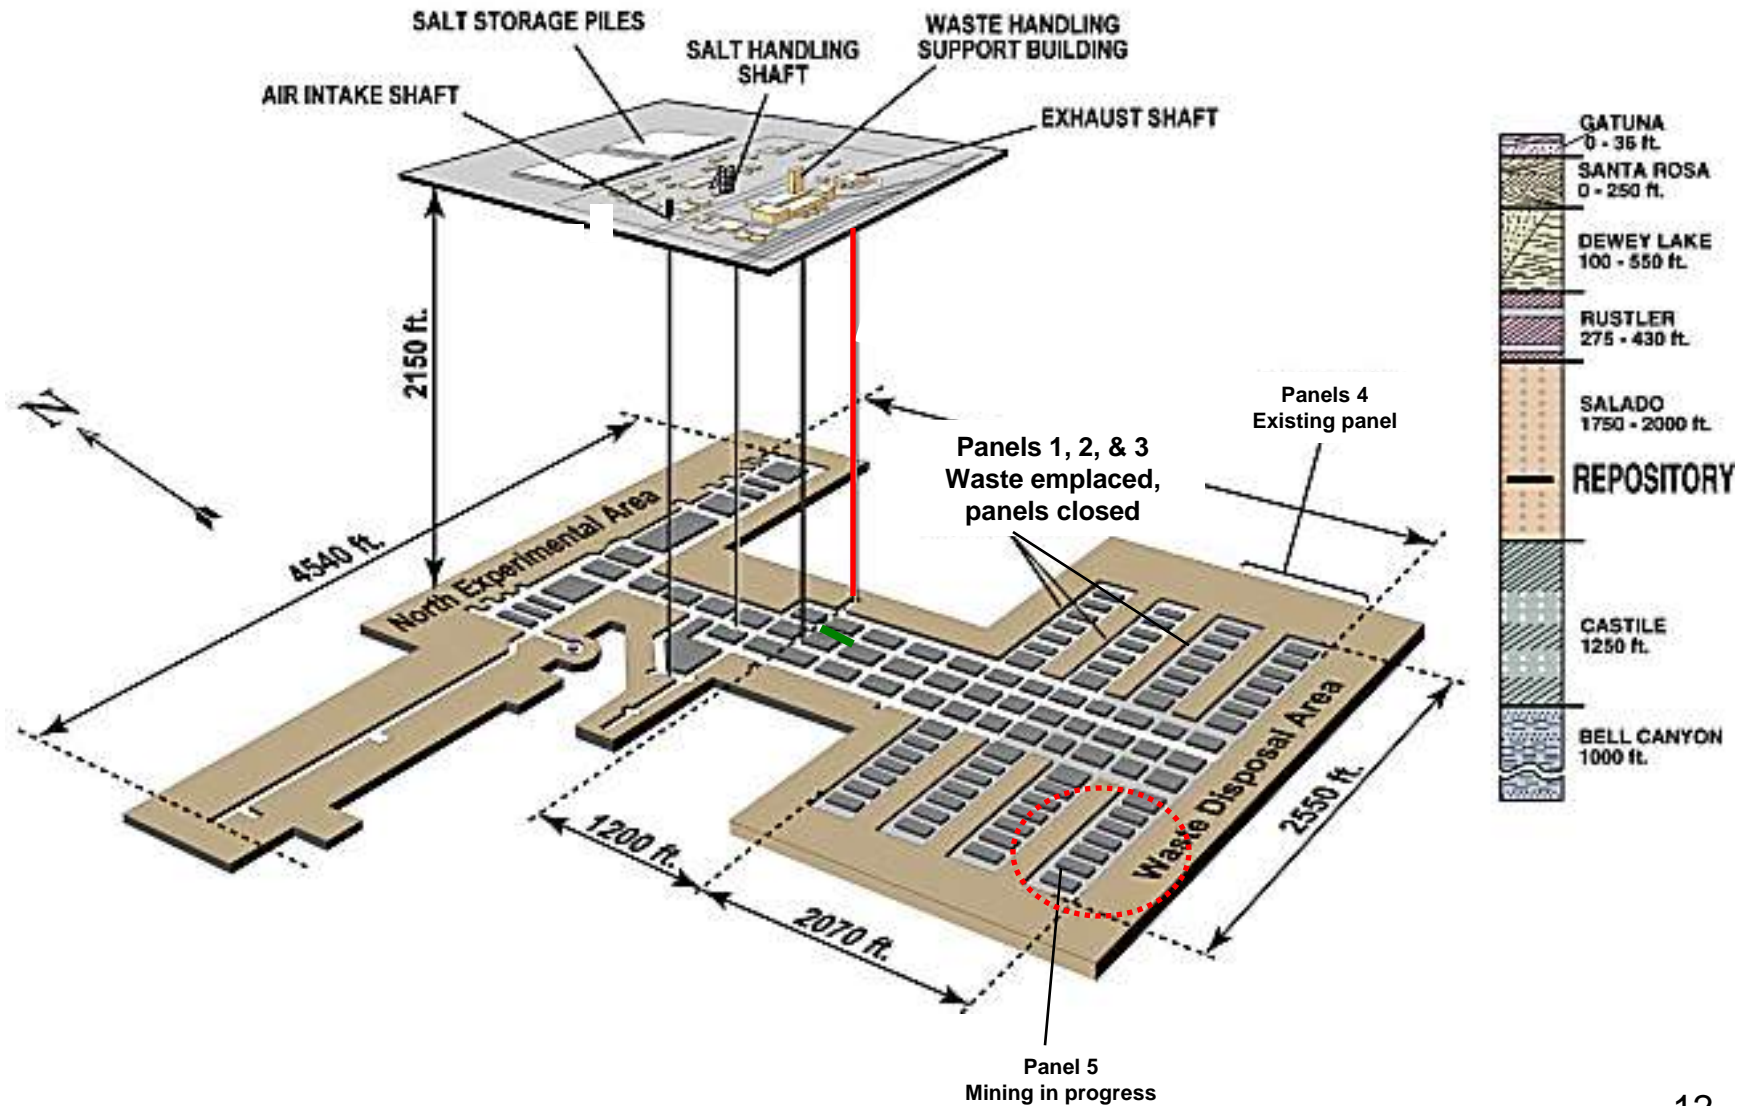 SALT STORAGE PILES
WASTE HANDLING
SUPPORT BUILDING
SALT HANDLING
SHAFT
AIR INTAKE SHAFT
EXHAUST SHAFT
GATUNA
0 - 36 ft.
SANTA ROSA
0 - 250 ft.
DEWEY LAKE
100 - 550 ft.
RUSTLER
275 - 430 ft.
SALADO
1750 - 2000 ft.
REPOSITORY
CASTILE
1250 ft.
BELL CANYON
1000 ft.
2150 ft.
N
4540 ft.
North Experimental Area
Panels 4
Existing panel
Panels 1, 2, & 3
Waste emplaced,
panels closed
Waste Disposal Area
2550 ft.
1200 ft.
2070 ft.
Panel 5
Mining in progress